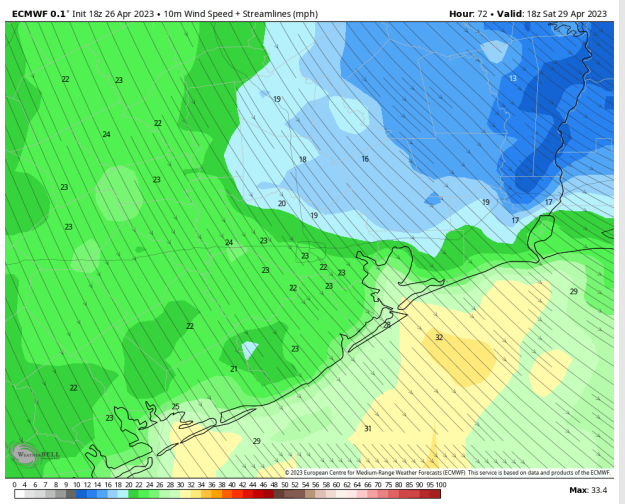 ECMWF 0.1° Init 18z 26 Apr 2023 • 10m Wind Speed + Streamlines (mph) Hour: 72 • Valid: 18z Sat 29 Apr 2023
22 23 13
19
24 22
18 16
23 23
20 19 17
19 17
23
24 23
23
23 22 23
22 23 29
28
22
32
23
21
22
25
23
31
29
WeatherBELL
© 2023 European Centre for Medium-Range Weather Forecasts (ECMWF). This service is based on data and products of the ECMWF.
0 4 6 8 9 10 12 14 16 18 20 22 24 26 28 30 32 34 36 38 40 42 44 46 48 50 52 54 56 58 60 65 70 75 80 85 90 95 100
Max: 33.4